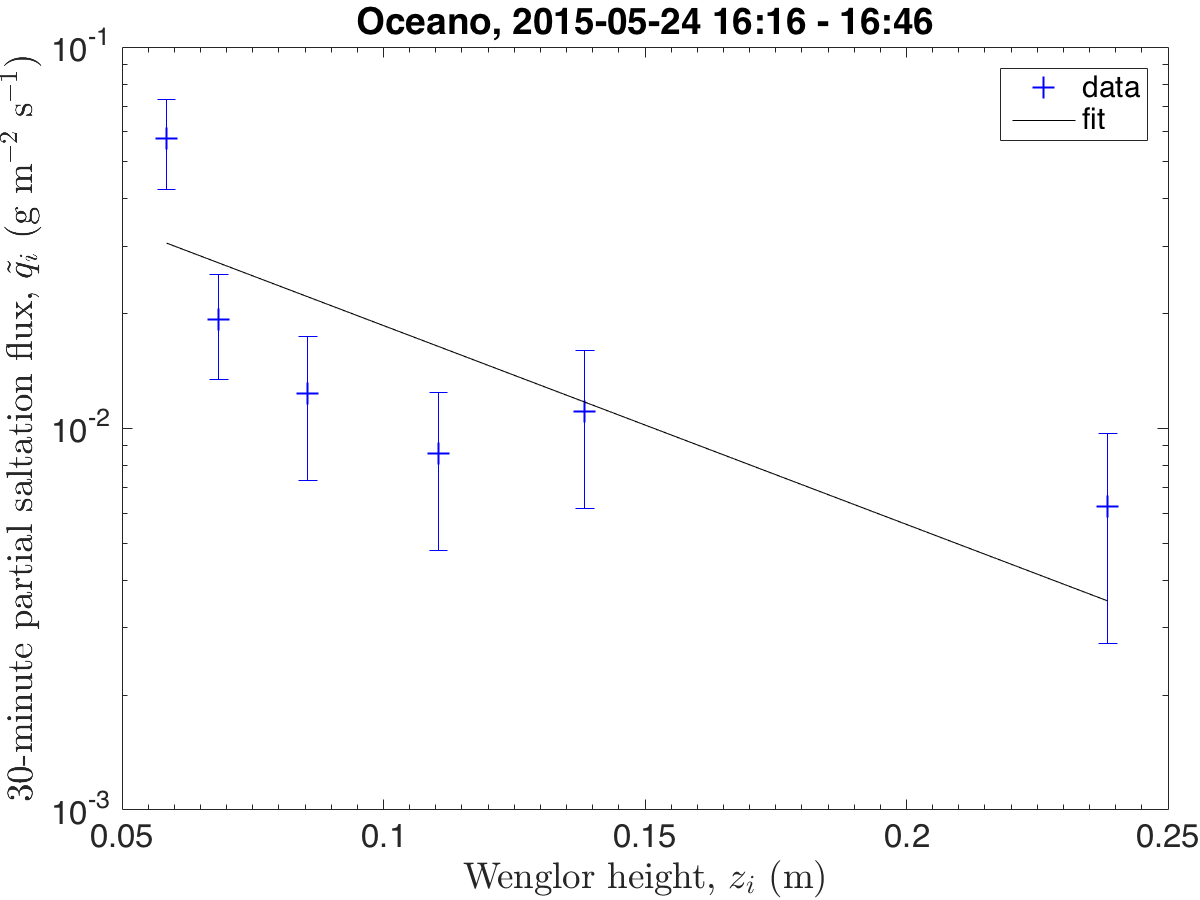 Oceano, 2015-05-24 16:16 - 16:46
30-minute partial saltation flux, q̃ᵢ (g m⁻² s⁻¹)
10⁻¹
10⁻²
10⁻³
data
fit
0.05 0.1 0.15 0.2 0.25
Wenglor height, zᵢ (m)